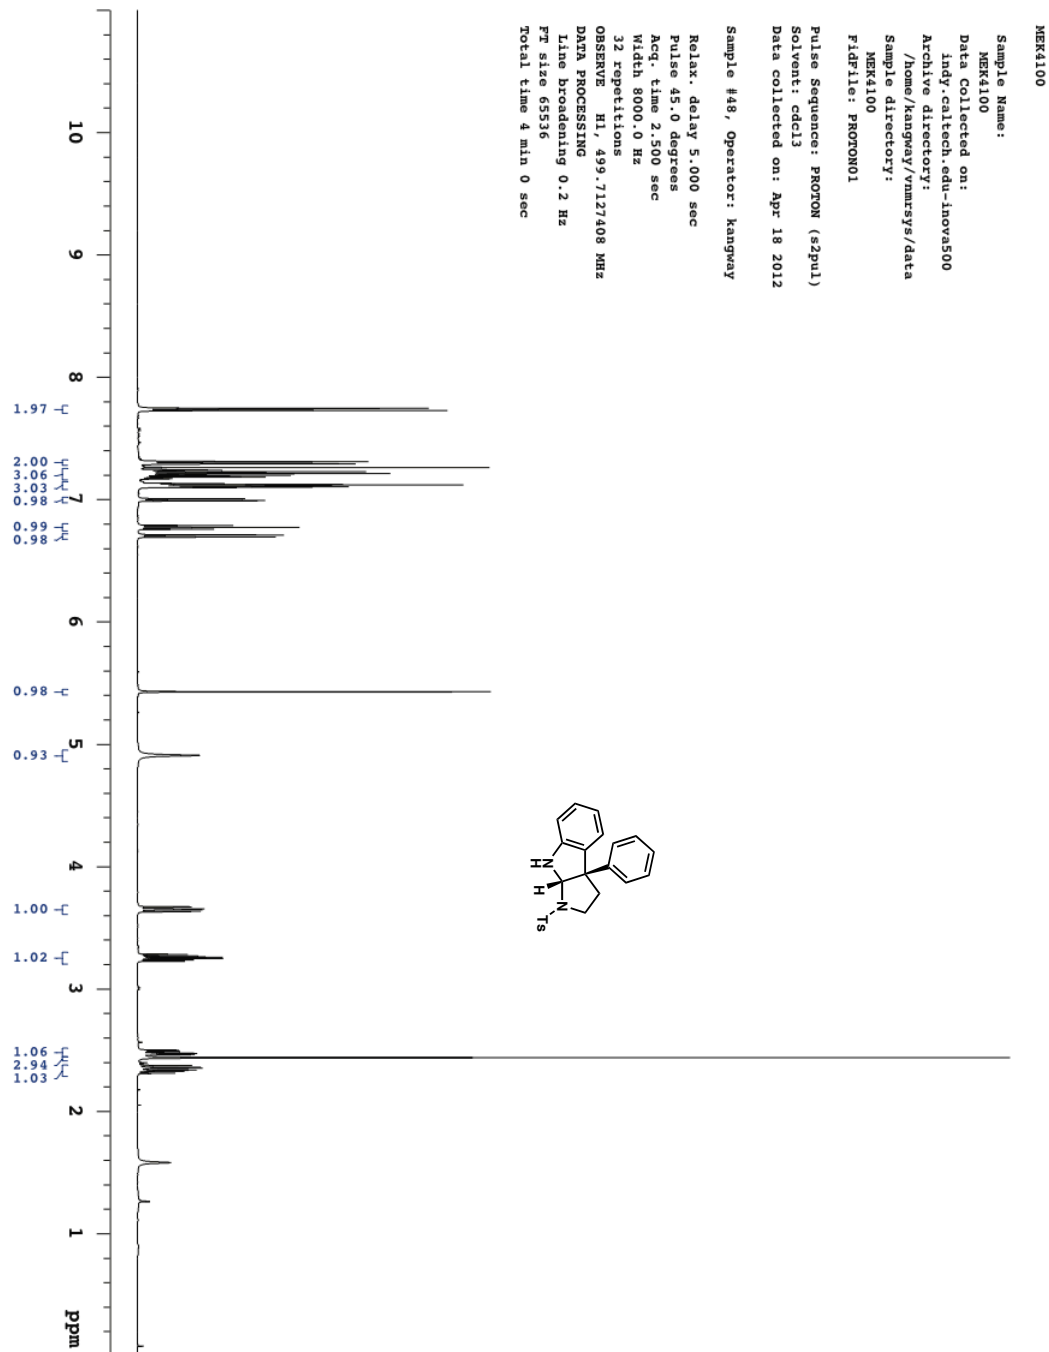 MEK4100
Sample Name:
MEK4100
Data Collected on:
indy.caltech.edu-inova500
Archive directory:
/home/kangway/vnmrsys/data
Sample directory:
MEK4100
FidFile: PROTON01
Pulse Sequence: PROTON (s2pul)
Solvent: cdcl3
Data collected on: Apr 18 2012
Sample #48, Operator: kangway
Relax. delay 5.000 sec
Pulse 45.0 degrees
Acq. time 2.500 sec
Width 8000.0 Hz
32 repetitions
OBSERVE H1, 499.7127408 MHz
DATA PROCESSING
Line broadening 0.2 Hz
FT size 65536
Total time 4 min 0 sec
N
H
H
N
Ts
10 9 8 7 6 5 4 3 2 1 ppm
1.97
2.00
3.06
3.03
0.98
0.99
0.98
0.98
0.93
1.00
1.02
1.06
2.94
1.03